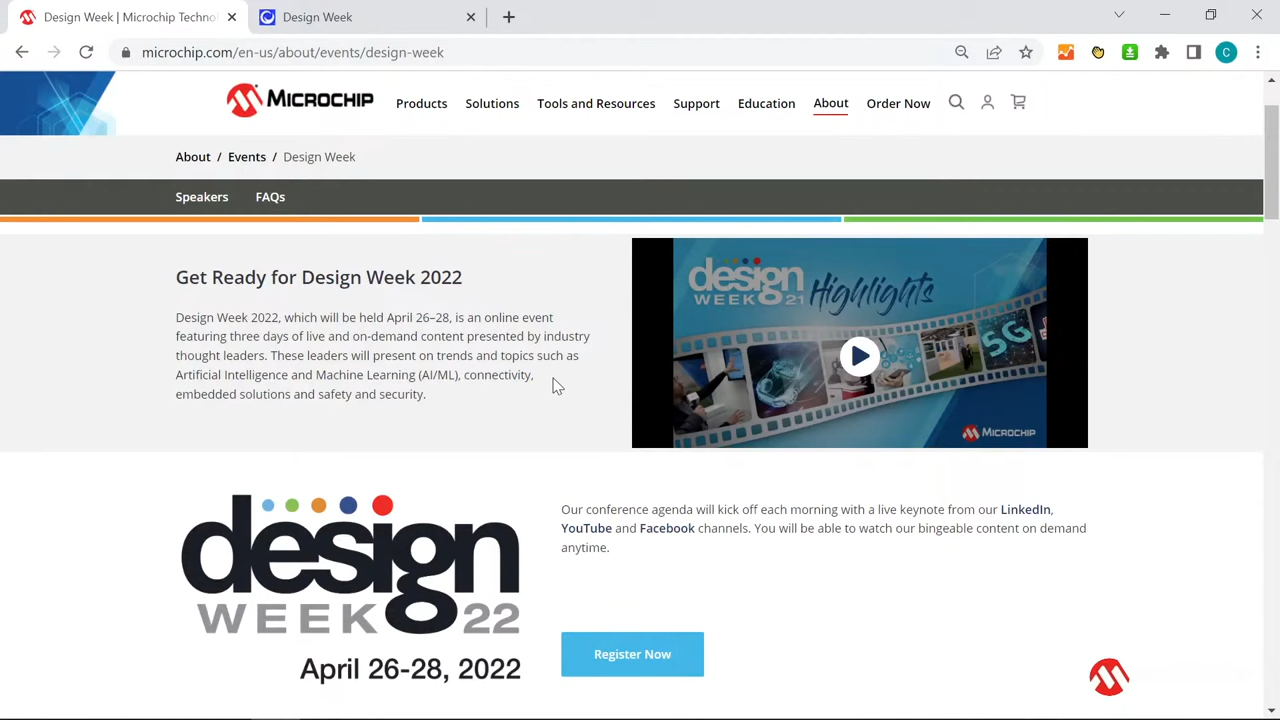 Design Week | Microchip Techno
Design Week
microchip.com/en-us/about/events/design-week
C
MICROCHIP
Products
Solutions
Tools and Resources
Support
Education
About
Order Now
About / Events / Design Week
Speakers
FAQs
Get Ready for Design Week 2022
Design Week 2022, which will be held April 26–28, is an online event
featuring three days of live and on-demand content presented by industry
thought leaders. These leaders will present on trends and topics such as
Artificial Intelligence and Machine Learning (AI/ML), connectivity,
embedded solutions and safety and security.
design
WEEK 21
Highlights
5G
MICROCHIP
design
WEEK 22
April 26-28, 2022
Our conference agenda will kick off each morning with a live keynote from our LinkedIn,
YouTube and Facebook channels. You will be able to watch our bingeable content on demand
anytime.
Register Now